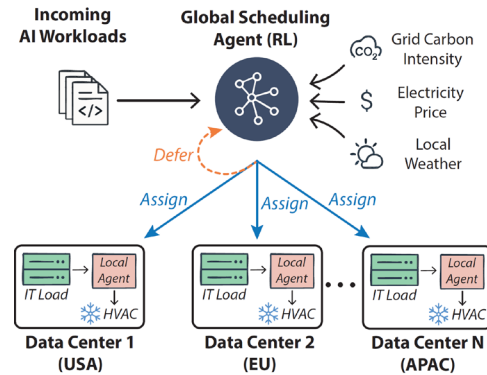 Incoming
AI Workloads
Global Scheduling
Agent (RL)
</>
CO₂
Grid Carbon
Intensity
$
Electricity
Price
Local
Weather
Defer
Assign
Assign
Assign
IT Load
Local
Agent
HVAC
IT Load
Local
Agent
HVAC
IT Load
Local
Agent
HVAC
Data Center 1
(USA)
Data Center 2
(EU)
Data Center N
(APAC)